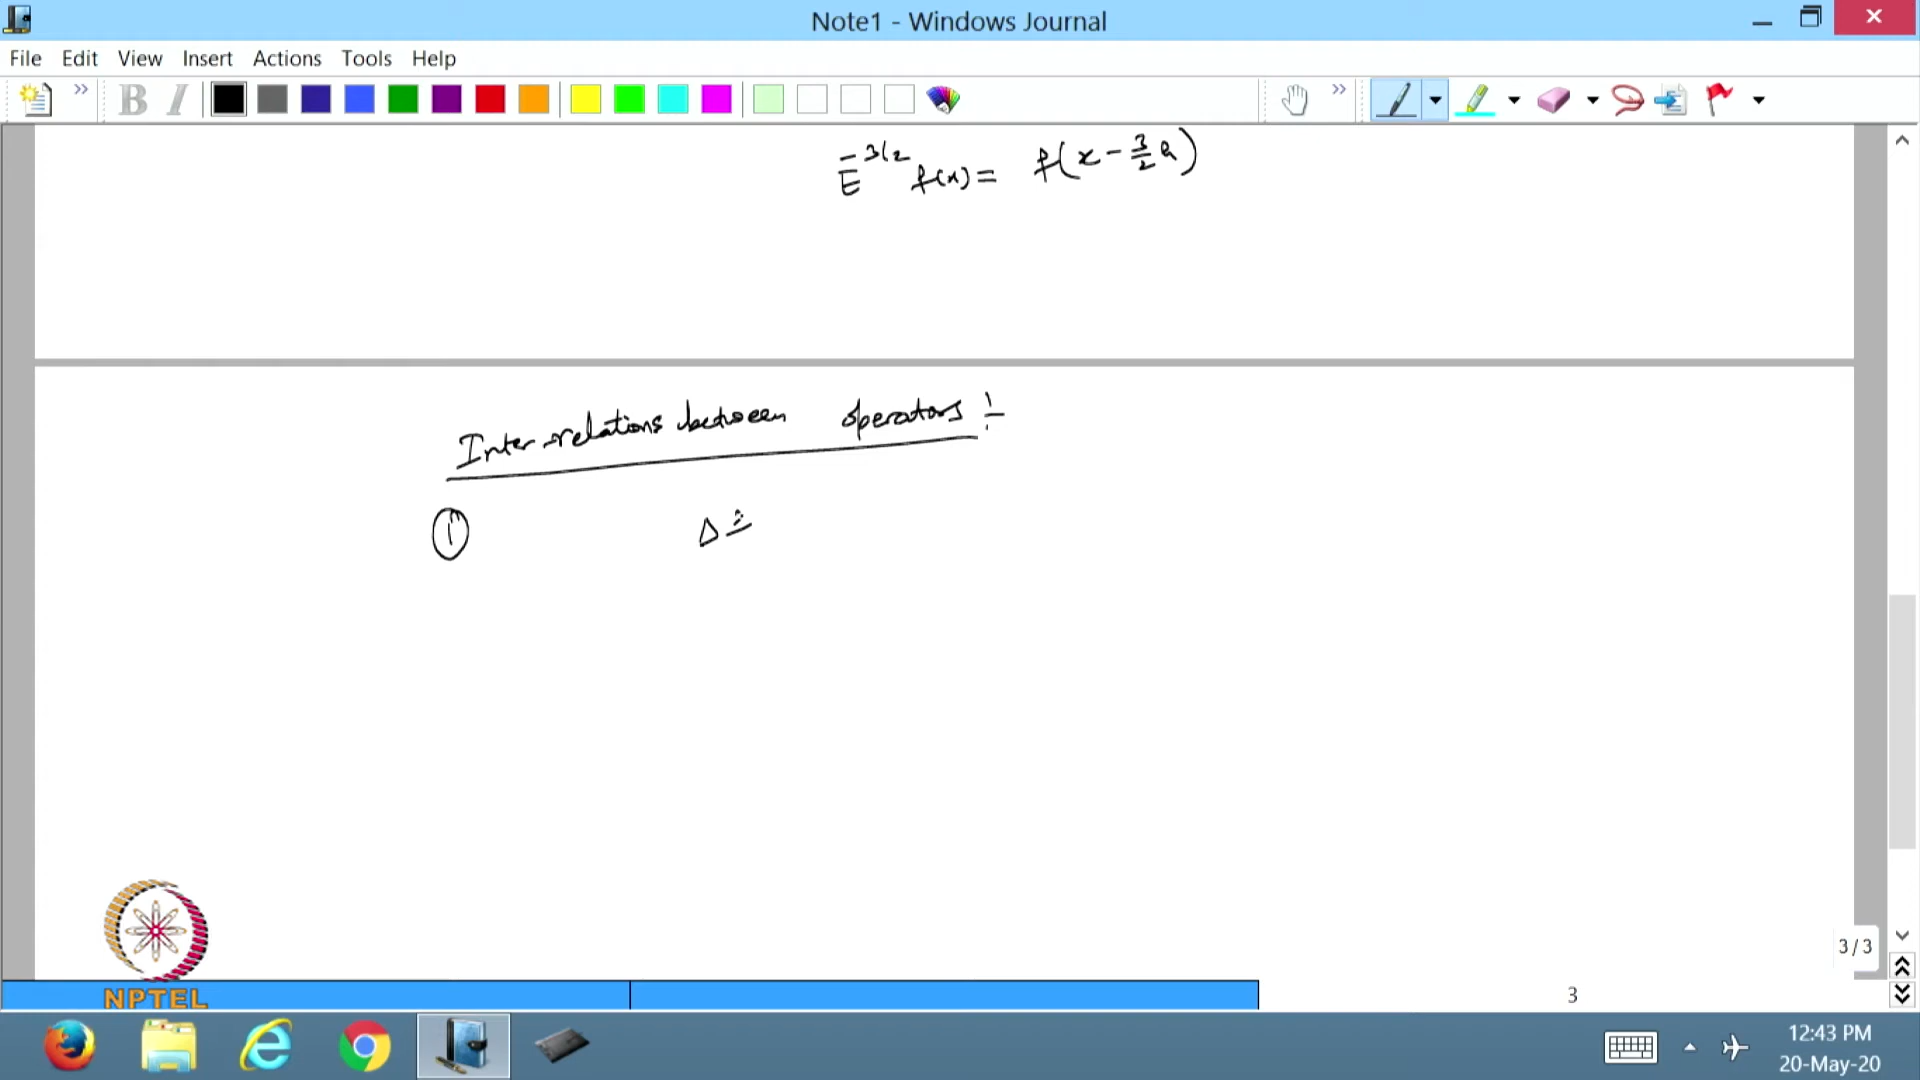 Note1 - Windows Journal
File Edit View Insert Actions Tools Help
B I
E^-3/2 f(x) = f(x - 3/2 h)
Inter-relations between operators :-
① Δ =
3 / 3
NPTEL
3
12:43 PM
20-May-20